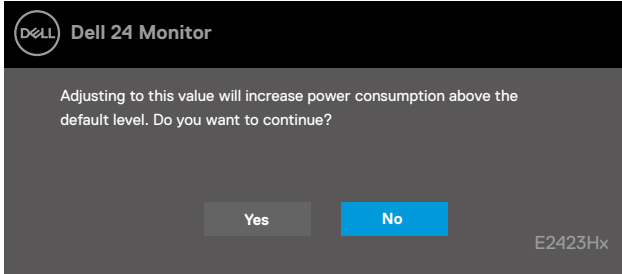 DELL
Dell 24 Monitor
Adjusting to this value will increase power consumption above the
default level. Do you want to continue?
Yes
No
E2423Hx